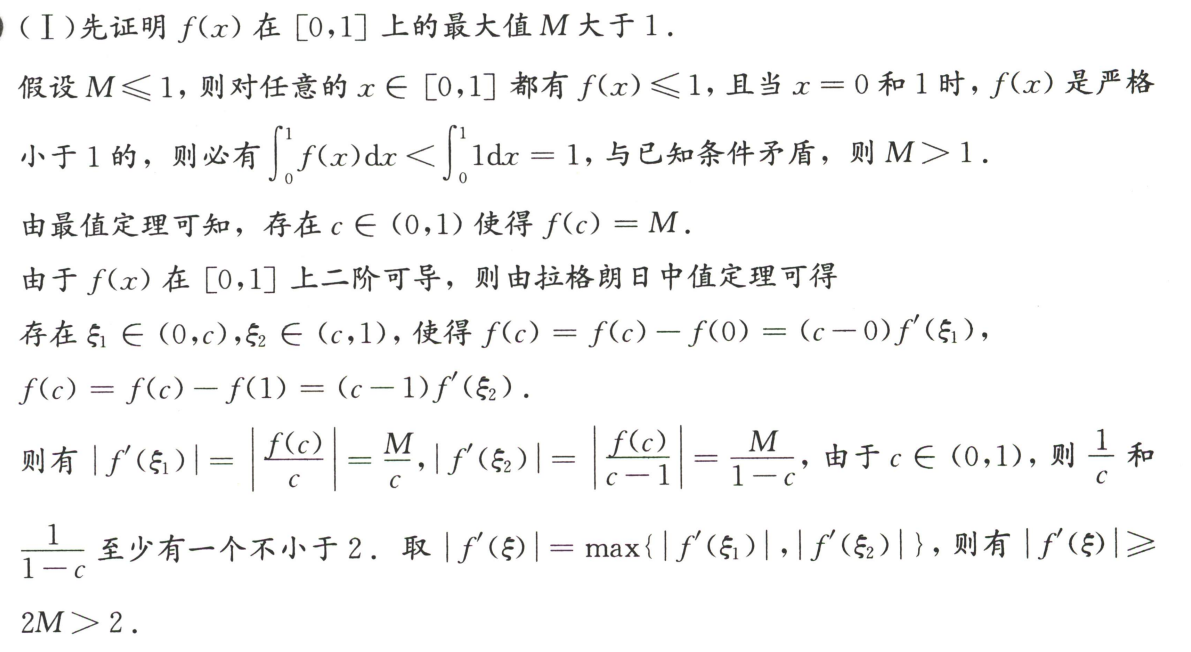 (Ⅰ)先证明 f(x) 在 [0,1] 上的最大值 M 大于 1.
假设 M⩽1, 则对任意的 x∈[0,1] 都有 f(x)⩽1, 且当 x=0 和 1 时, f(x) 是严格
小于 1 的, 则必有∫₀¹f(x)dx<∫₀¹1dx=1, 与已知条件矛盾, 则 M>1.
由最值定理可知, 存在 c∈(0,1) 使得 f(c)=M.
由于 f(x) 在 [0,1] 上二阶可导, 则由拉格朗日中值定理可得
存在 ξ₁∈(0,c),ξ₂∈(c,1), 使得 f(c)=f(c)-f(0)=(c-0)f′(ξ₁),
f(c)=f(c)-f(1)=(c-1)f′(ξ₂).
则有 |f′(ξ₁)|=|f(c)/c|=M/c,|f′(ξ₂)|=|f(c)/(c-1)|=M/(1-c), 由于 c∈(0,1), 则 1/c 和
1/(1-c) 至少有一个不小于 2. 取 |f′(ξ)|=max{|f′(ξ₁)|,|f′(ξ₂)|}, 则有 |f′(ξ)|⩾
2M>2.